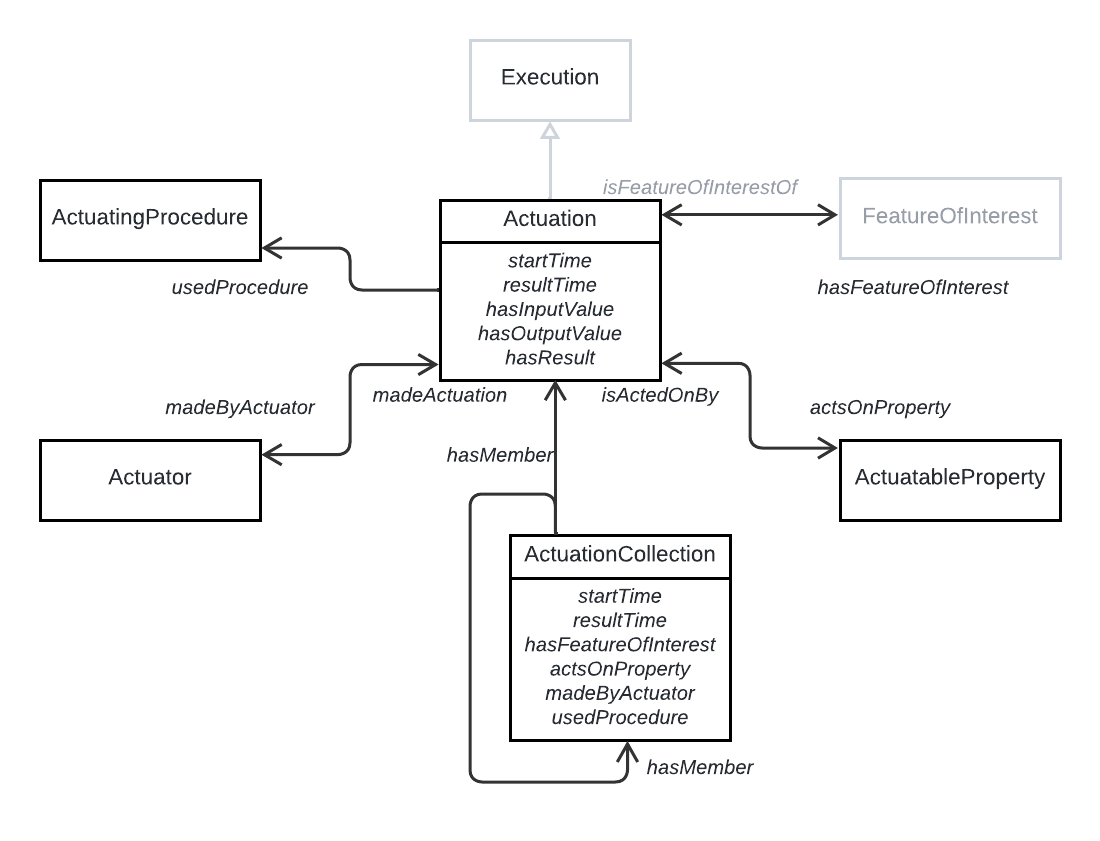 Execution
isFeatureOfInterestOf
ActuatingProcedure
Actuation
FeatureOfInterest
startTime
resultTime
hasInputValue
hasOutputValue
hasResult
usedProcedure
hasFeatureOfInterest
madeByActuator
madeActuation
isActedOnBy
actsOnProperty
hasMember
Actuator
ActuatableProperty
ActuationCollection
startTime
resultTime
hasFeatureOfInterest
actsOnProperty
madeByActuator
usedProcedure
hasMember